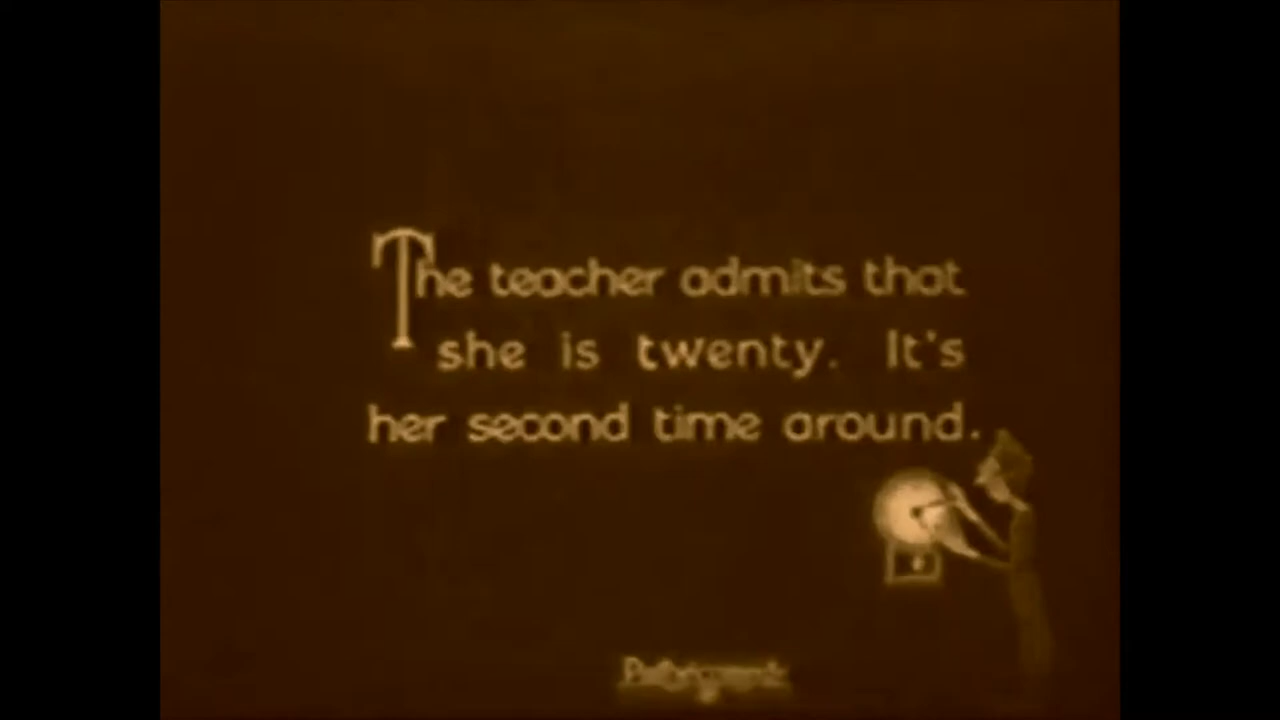 The teacher admits that
she is twenty. It's
her second time around.